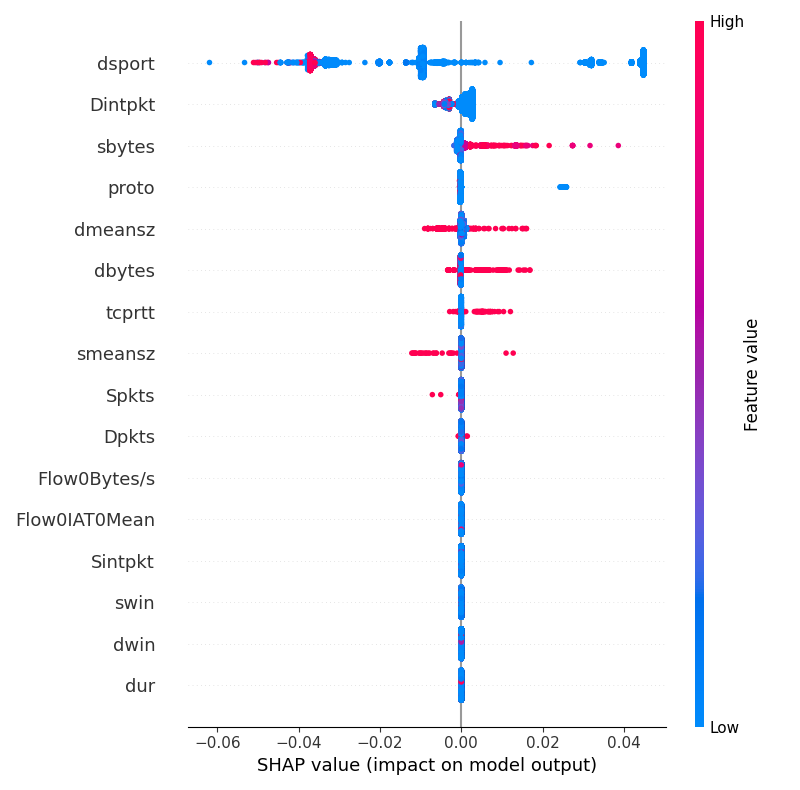 High
dsport
Dintpkt
sbytes
proto
dmeansz
dbytes
tcprtt
smeansz
Spkts
Dpkts
Flow0Bytes/s
Flow0IAT0Mean
Sintpkt
swin
dwin
dur
Feature value
Low
−0.06 −0.04 −0.02 0.00 0.02 0.04
SHAP value (impact on model output)